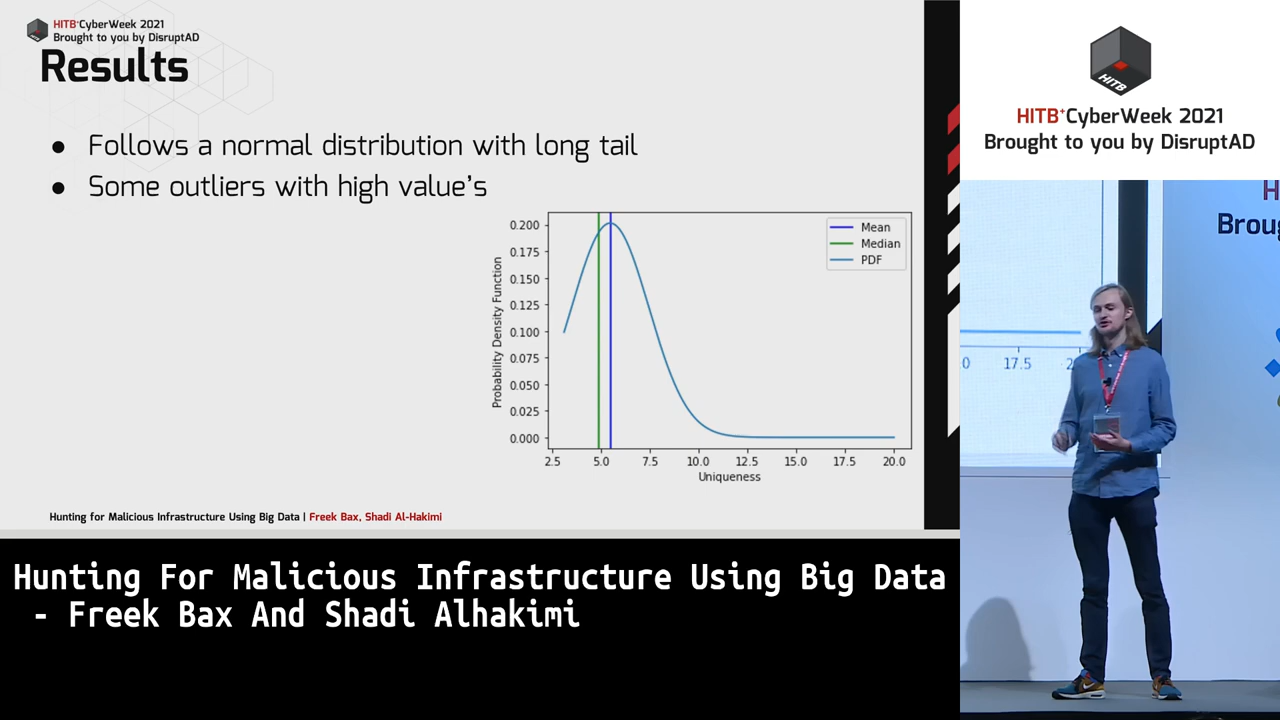 HITB+CyberWeek 2021
Brought to you by DisruptAD
Results
● Follows a normal distribution with long tail
● Some outliers with high value's
Probability Density Function
0.200
0.175
0.150
0.125
0.100
0.075
0.050
0.025
0.000
2.5 5.0 7.5 10.0 12.5 15.0 17.5 20.0
Uniqueness
Mean
Median
PDF
Hunting for Malicious Infrastructure Using Big Data | Freek Bax, Shadi Al-Hakimi
Hunting For Malicious Infrastructure Using Big Data
- Freek Bax And Shadi Alhakimi
HITB
HITB+CyberWeek 2021
Brought to you by DisruptAD
17.5